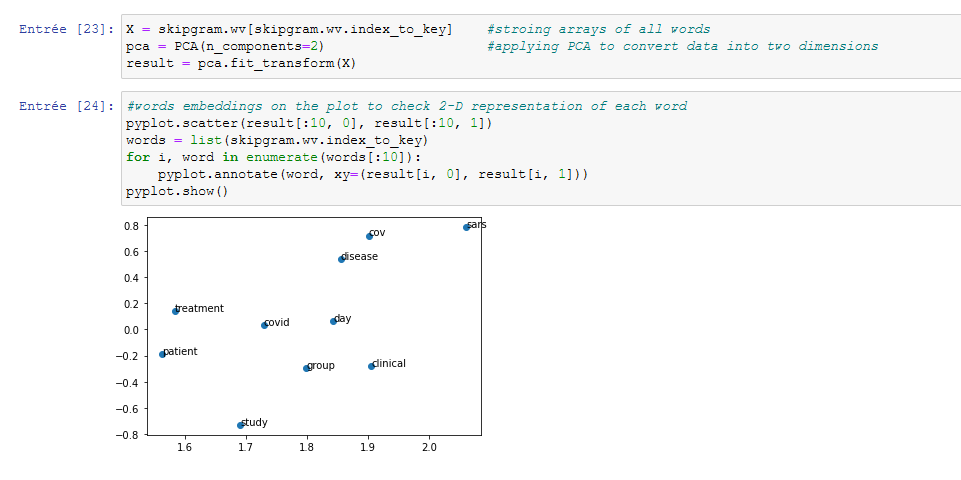 Entrée [23]: X = skipgram.wv[skipgram.wv.index_to_key] #stroing arrays of all words
pca = PCA(n_components=2) #applying PCA to convert data into two dimensions
result = pca.fit_transform(X)
Entrée [24]: #words embeddings on the plot to check 2-D representation of each word
pyplot.scatter(result[:10, 0], result[:10, 1])
words = list(skipgram.wv.index_to_key)
for i, word in enumerate(words[:10]):
    pyplot.annotate(word, xy=(result[i, 0], result[i, 1]))
pyplot.show()
0.8
sars
cov
0.6
disease
0.4
0.2
treatment
day
covid
0.0
patient
−0.2
clinical
group
−0.4
−0.6
study
−0.8
1.6 1.7 1.8 1.9 2.0